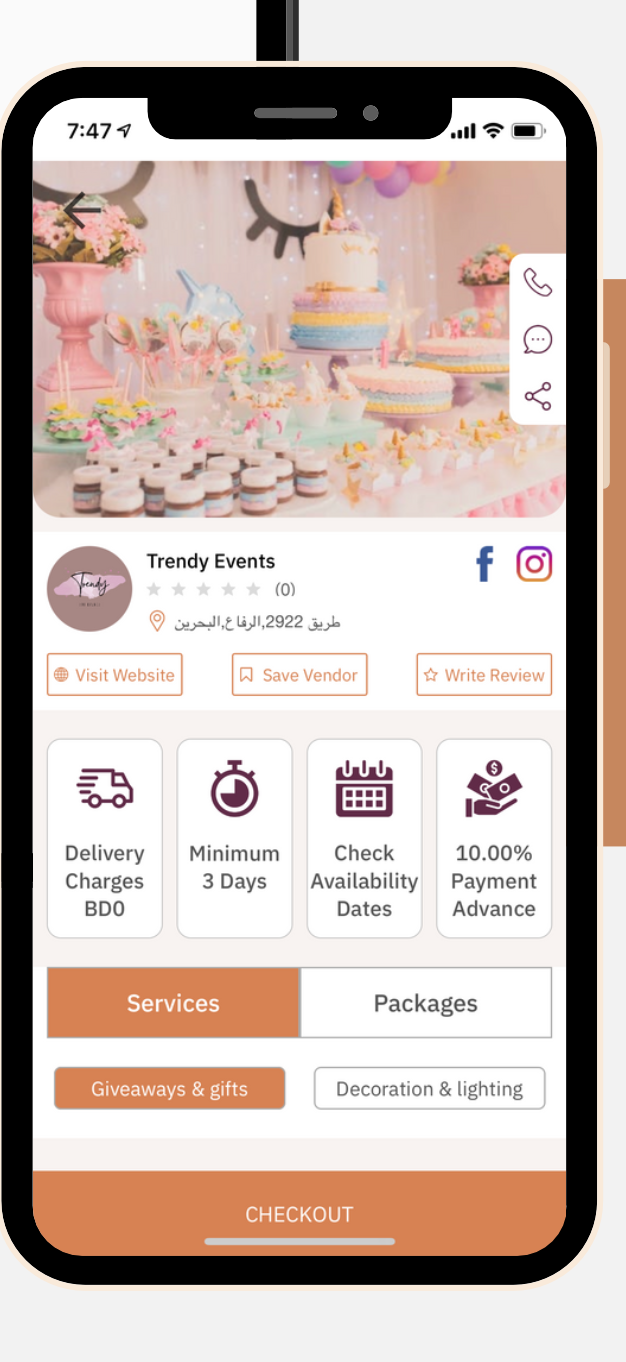 7:47
Trendy Events
(0)
طريق 2922,الرفاع,البحرين
Trendy
Visit Website
Save Vendor
Write Review
Delivery Charges BD0
Minimum 3 Days
Check Availability Dates
10.00% Payment Advance
Services
Packages
Giveaways & gifts
Decoration & lighting
CHECKOUT